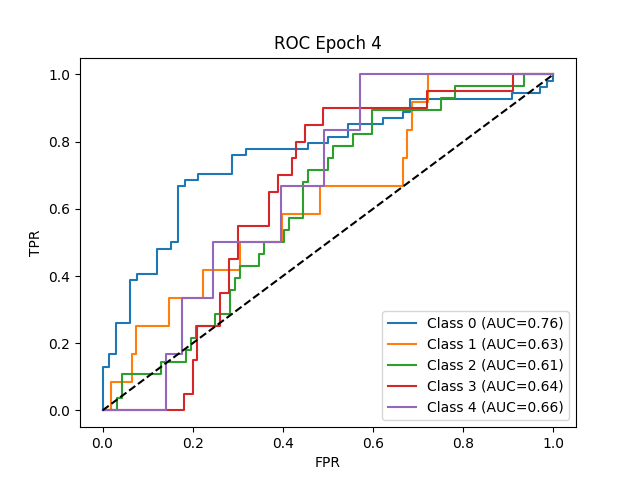 ROC Epoch 4
1.0
0.8
0.6
0.4
0.2
0.0
TPR
Class 0 (AUC=0.76)
Class 1 (AUC=0.63)
Class 2 (AUC=0.61)
Class 3 (AUC=0.64)
Class 4 (AUC=0.66)
0.0 0.2 0.4 0.6 0.8 1.0
FPR